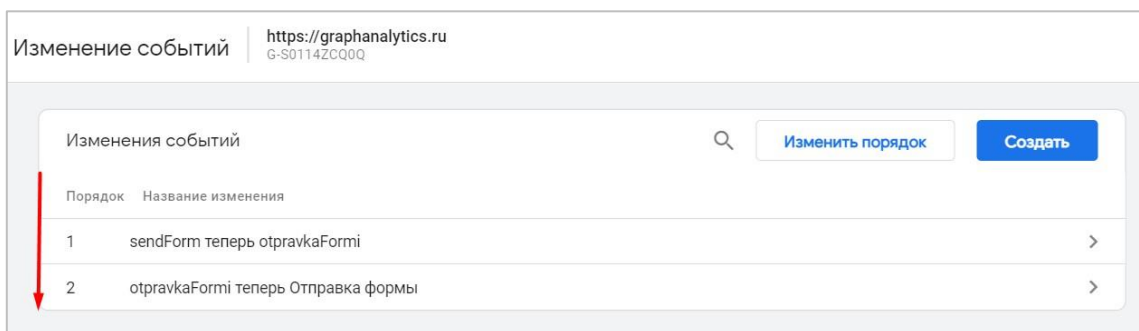 Изменение событий
https://graphanalytics.ru
G-S0114ZCQ0Q
Изменения событий
Изменить порядок
Создать
Порядок Название изменения
1 sendForm теперь otpravkaFormi
2 otpravkaFormi теперь Отправка формы